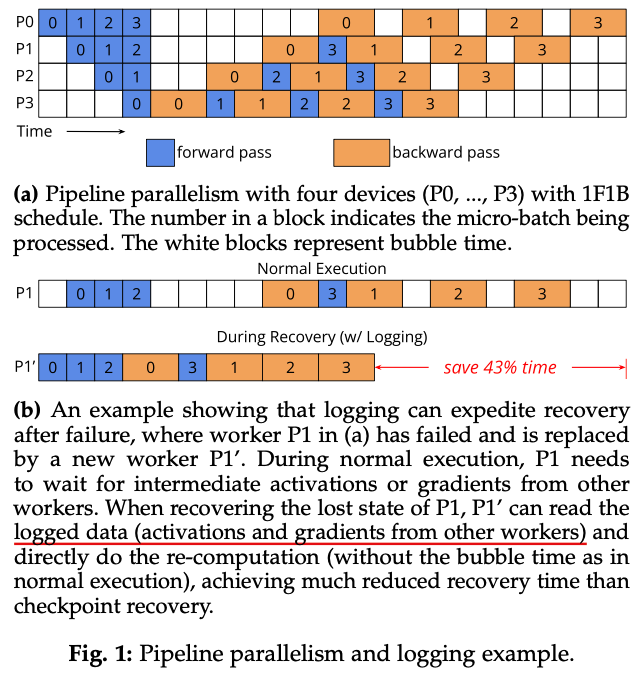 P0 0 1 2 3 0 1 2 3
P1 0 1 2 0 3 1 2 3
P2 0 1 0 2 1 3 2 3
P3 0 0 1 1 2 2 3 3
Time
forward pass backward pass
(a) Pipeline parallelism with four devices (P0, ..., P3) with 1F1B
schedule. The number in a block indicates the micro-batch being
processed. The white blocks represent bubble time.
Normal Execution
P1 0 1 2 0 3 1 2 3
During Recovery (w/ Logging)
P1' 0 1 2 0 3 1 2 3 save 43% time
(b) An example showing that logging can expedite recovery
after failure, where worker P1 in (a) has failed and is replaced
by a new worker P1′. During normal execution, P1 needs
to wait for intermediate activations or gradients from other
workers. When recovering the lost state of P1, P1′ can read the
logged data (activations and gradients from other workers) and
directly do the re-computation (without the bubble time as in
normal execution), achieving much reduced recovery time than
checkpoint recovery.
Fig. 1: Pipeline parallelism and logging example.